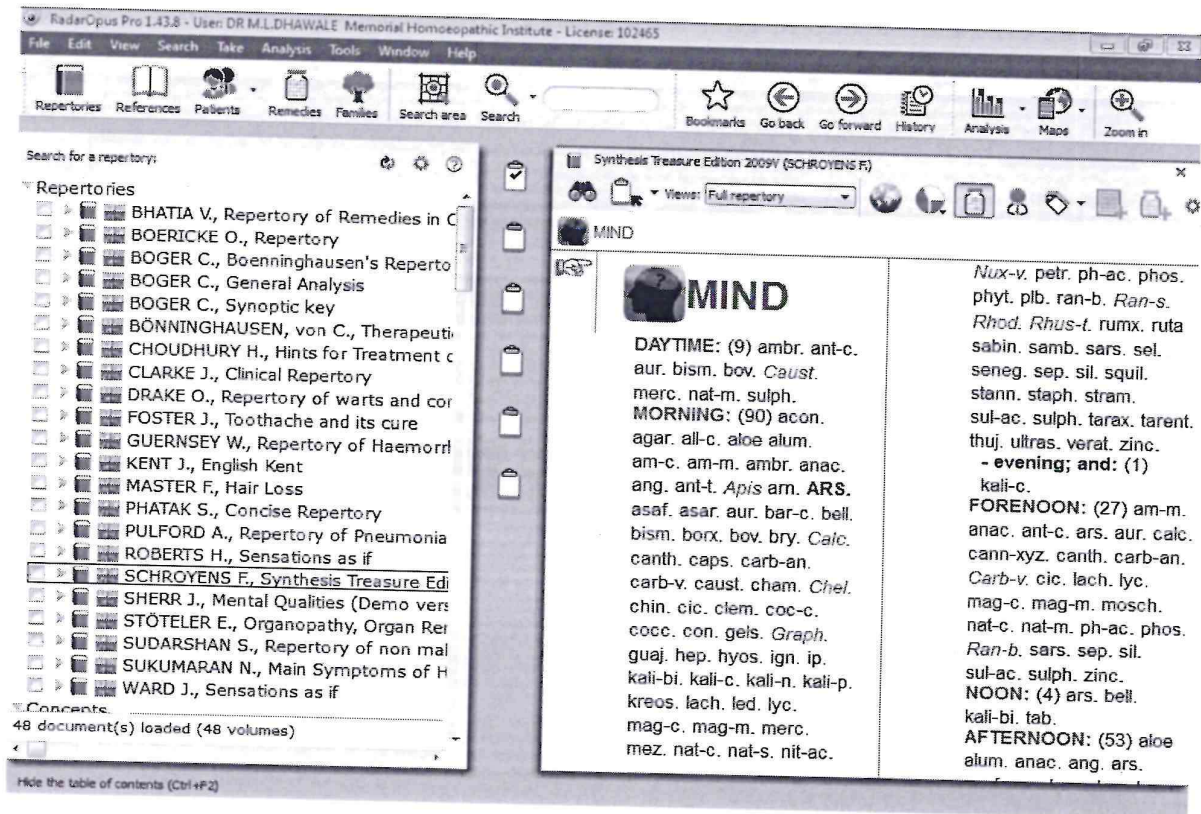 RadarOpus Pro 1.43.8 - User: DR M.L.DHAWALE Memorial Homoeopathic Institute - License: 102465
File Edit View Search Take Analysis Tools Window Help
Repertories References Patients Remedies Families Search area Search Bookmarks Go back Go forward History Analysis Maps Zoom in
Search for a repertory:
Repertories
BHATIA V., Repertory of Remedies in C
BOERICKE O., Repertory
BOGER C., Boenninghausen's Reperto
BOGER C., General Analysis
BOGER C., Synoptic key
BÖNNINGHAUSEN, von C., Therapeuti
CHOUDHURY H., Hints for Treatment c
CLARKE J., Clinical Repertory
DRAKE O., Repertory of warts and cor
FOSTER J., Toothache and its cure
GUERNSEY W., Repertory of Haemorrl
KENT J., English Kent
MASTER F., Hair Loss
PHATAK S., Concise Repertory
PULFORD A., Repertory of Pneumonia
ROBERTS H., Sensations as if
SCHROYENS F., Synthesis Treasure Edi
SHERR J., Mental Qualities (Demo vers
STÖTELER E., Organopathy, Organ Rer
SUDARSHAN S., Repertory of non mal
SUKUMARAN N., Main Symptoms of H
WARD J., Sensations as if
Concepts
48 document(s) loaded (48 volumes)
Hide the table of contents (Ctrl+F2)
Synthesis Treasure Edition 2009V (SCHROYENS F.)
Views: Full repertory
MIND
MIND
DAYTIME: (9) ambr. ant-c.
aur. bism. bov. Caust.
merc. nat-m. sulph.
MORNING: (90) acon.
agar. all-c. aloe alum.
am-c. am-m. ambr. anac.
ang. ant-t. Apis arn. ARS.
asaf. asar. aur. bar-c. bell.
bism. borx. bov. bry. Calc.
canth. caps. carb-an.
carb-v. caust. cham. Chel.
chin. cic. clem. coc-c.
cocc. con. gels. Graph.
guaj. hep. hyos. ign. ip.
kali-bi. kali-c. kali-n. kali-p.
kreos. lach. led. lyc.
mag-c. mag-m. merc.
mez. nat-c. nat-s. nit-ac.
Nux-v. petr. ph-ac. phos.
phyt. plb. ran-b. Ran-s.
Rhod. Rhus-t. rumx. ruta
sabin. samb. sars. sel.
seneg. sep. sil. squil.
stann. staph. stram.
sul-ac. sulph. tarax. tarent.
thuj. ultras. verat. zinc.
- evening; and: (1)
kali-c.
FORENOON: (27) am-m.
anac. ant-c. ars. aur. calc.
cann-xyz. canth. carb-an.
Carb-v. cic. lach. lyc.
mag-c. mag-m. mosch.
nat-c. nat-m. ph-ac. phos.
Ran-b. sars. sep. sil.
sul-ac. sulph. zinc.
NOON: (4) ars. bell.
kali-bi. tab.
AFTERNOON: (53) aloe
alum. anac. ang. ars.